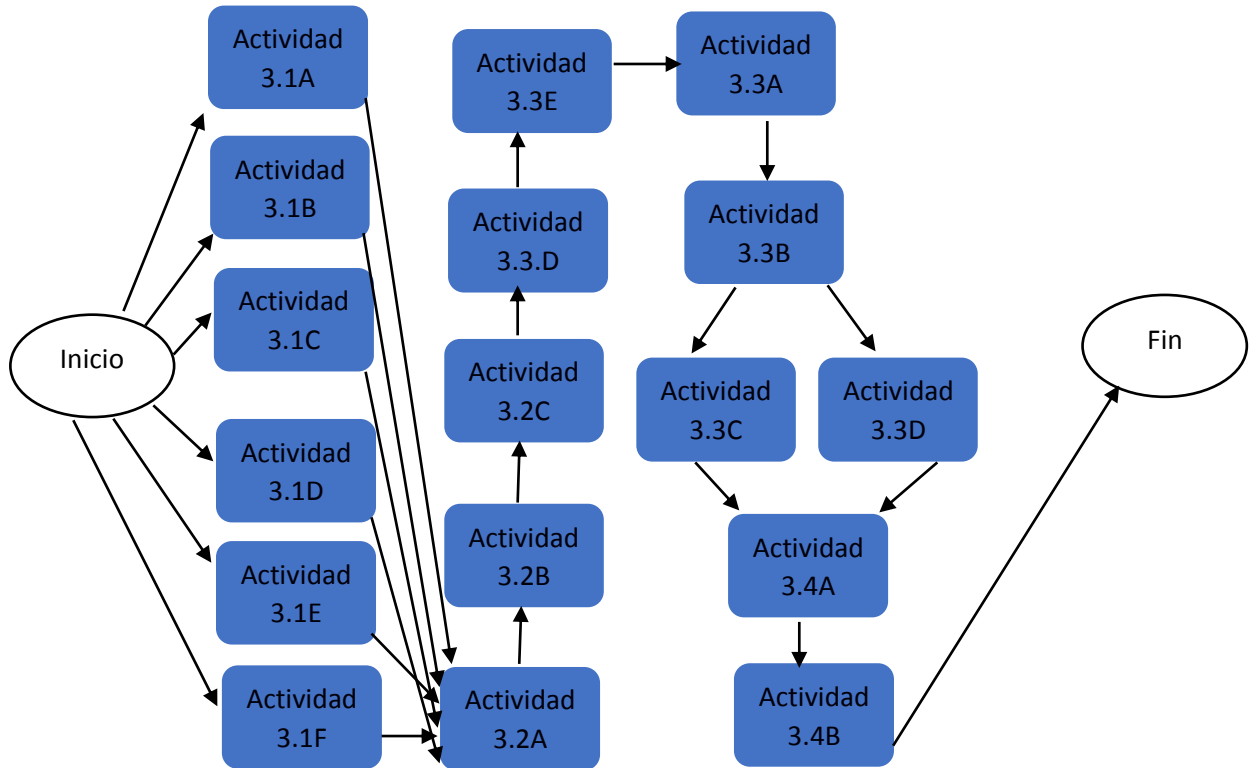 Inicio
Actividad
3.1A
Actividad
3.1B
Actividad
3.1C
Actividad
3.1D
Actividad
3.1E
Actividad
3.1F
Actividad
3.2A
Actividad
3.2B
Actividad
3.2C
Actividad
3.3.D
Actividad
3.3E
Actividad
3.3A
Actividad
3.3B
Actividad
3.3C
Actividad
3.3D
Actividad
3.4A
Actividad
3.4B
Fin